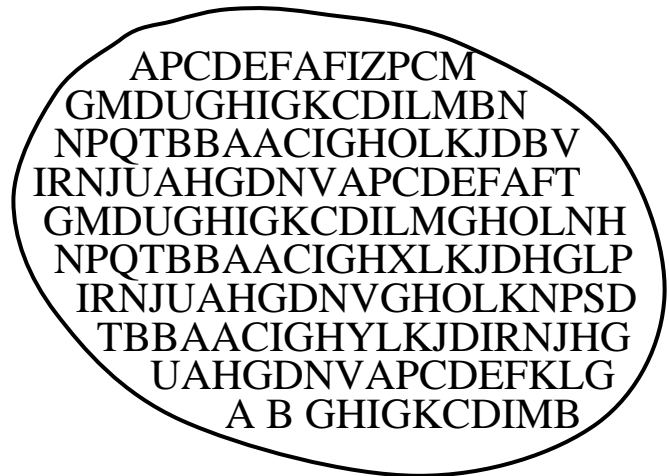 APCDEFAFIZPCM
GMDUGHIGKCDILMBN
NPQTBBAACIGHOLKJDBV
IRNJUAHGDNVAPCDEFAFT
GMDUGHIGKCDILMGHOLNH
NPQTBBAACIGHXLKJDHGLP
IRNJUAHGDNVGHOLKNPSD
TBBAACIGHYLKJDIRNJHG
UAHGDNVAPCDEFKLG
A B GHIGKCDIMB